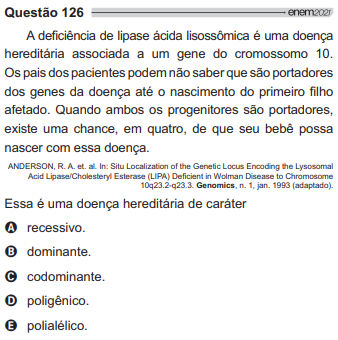 Questão 126 enem2021
A deficiência de lipase ácida lisossômica é uma doença
hereditária associada a um gene do cromossomo 10.
Os pais dos pacientes podem não saber que são portadores
dos genes da doença até o nascimento do primeiro filho
afetado. Quando ambos os progenitores são portadores,
existe uma chance, em quatro, de que seu bebê possa
nascer com essa doença.
ANDERSON, R. A. et. al. In: Situ Localization of the Genetic Locus Encoding the Lysosomal
Acid Lipase/Cholesteryl Esterase (LIPA) Deficient in Wolman Disease to Chromosome
10q23.2-q23.3. Genomics, n. 1, jan. 1993 (adaptado).
Essa é uma doença hereditária de caráter
A recessivo.
B dominante.
C codominante.
D poligênico.
E polialélico.